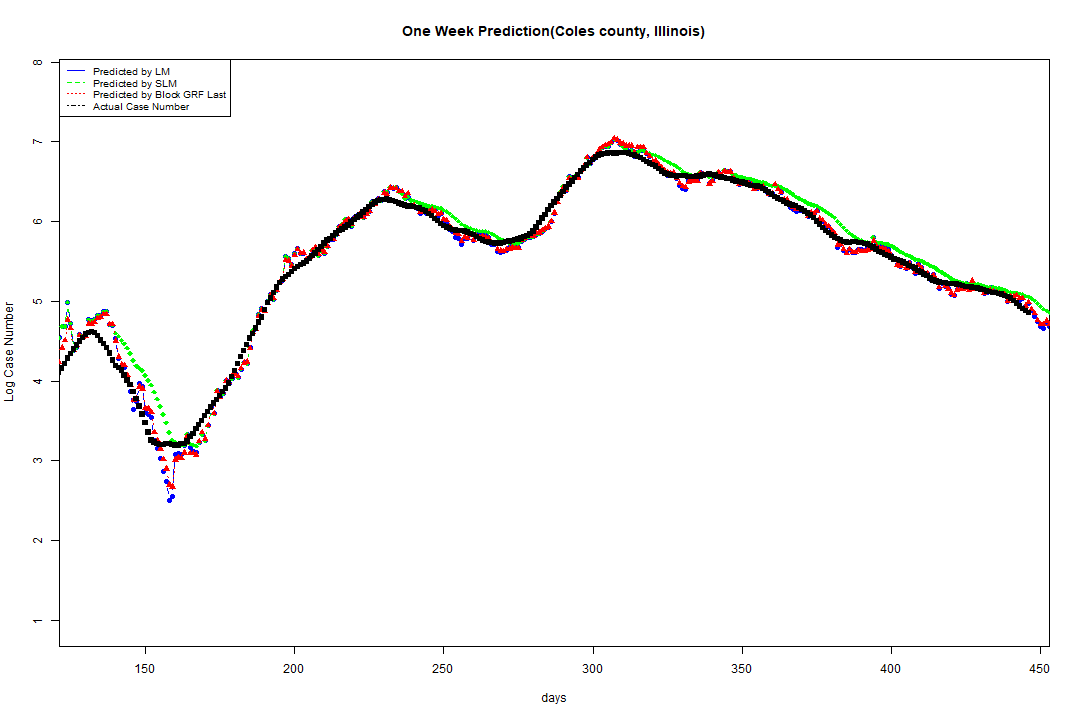 One Week Prediction(Coles county, Illinois)
Predicted by LM
Predicted by SLM
Predicted by Block GRF Last
Actual Case Number
8
7
6
5
4
3
2
1
Log Case Number
150 200 250 300 350 400 450
days